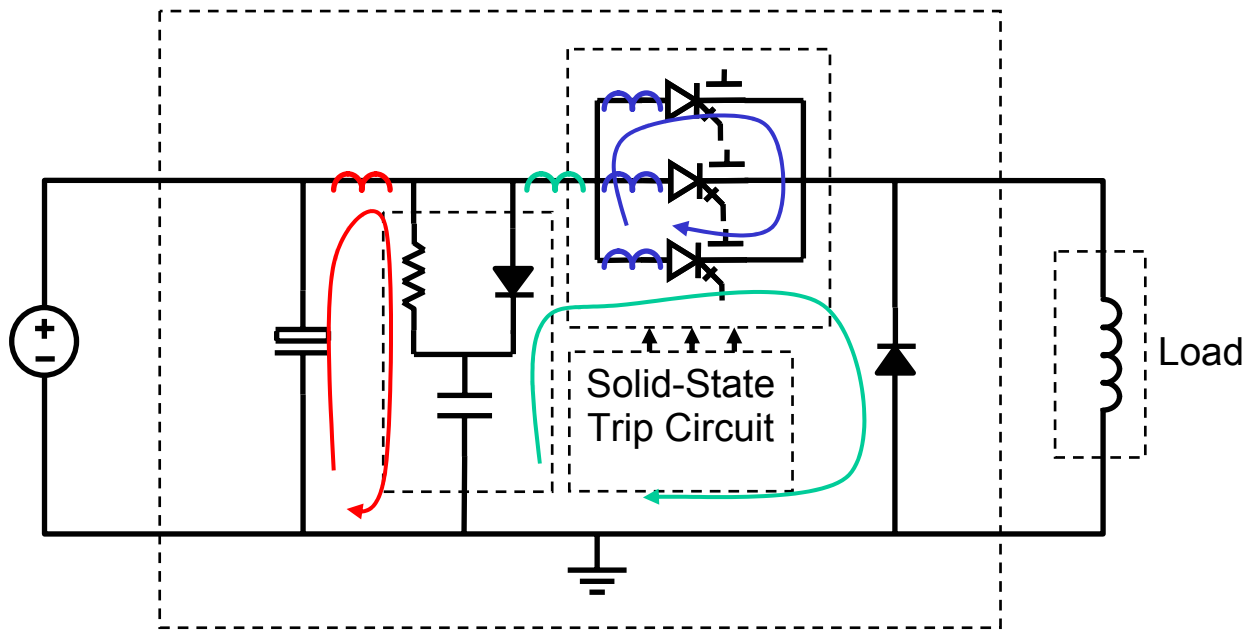 +
−
Solid-State
Trip Circuit
Load